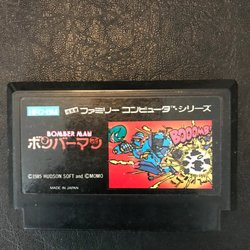 ファミリー コンピュータ・シリーズ
BOMBER MAN
ボンバーマン
BOOOMB!
©1985 HUDSON SOFT and ©MOMO
MADE IN JAPAN